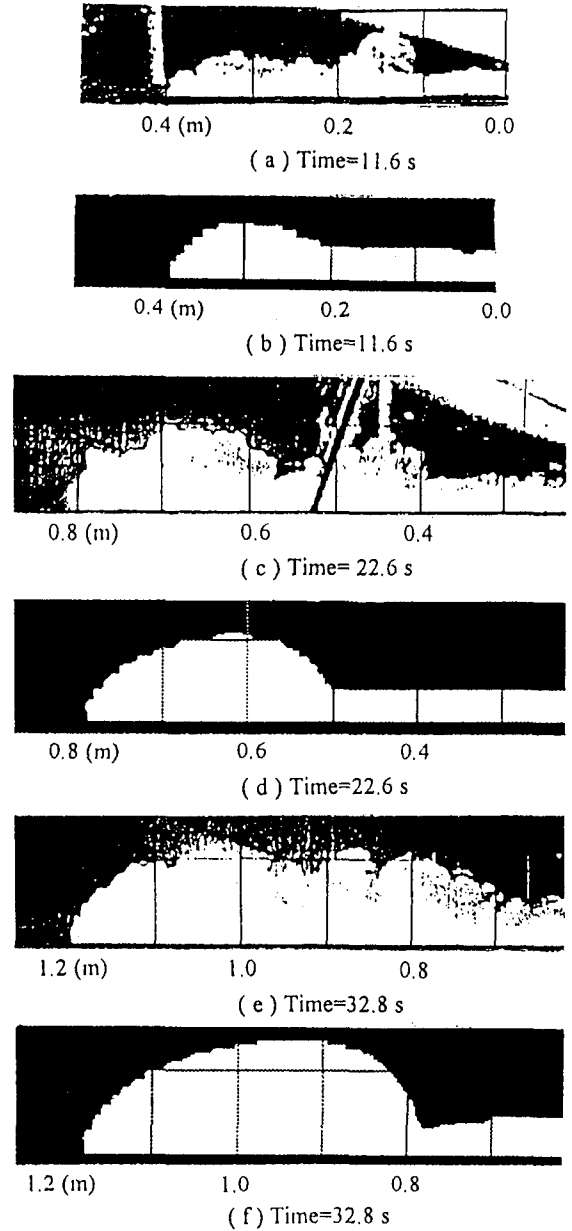 0.4 (m) 0.2 0.0
( a ) Time=11.6 s
0.4 (m) 0.2 0.0
( b ) Time=11.6 s
0.8 (m) 0.6 0.4
( c ) Time= 22.6 s
0.8 (m) 0.6 0.4
( d ) Time=22.6 s
1.2 (m) 1.0 0.8
( e ) Time=32.8 s
1.2 (m) 1.0 0.8
( f ) Time=32.8 s